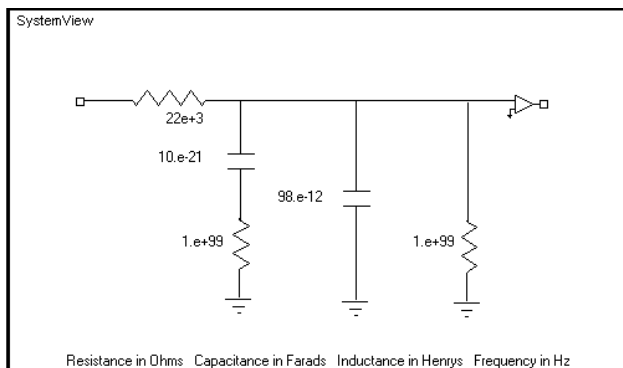 SystemView
22e+3
10.e-21
98.e-12
1.e+99
1.e+99
Resistance in Ohms Capacitance in Farads Inductance in Henrys Frequency in Hz